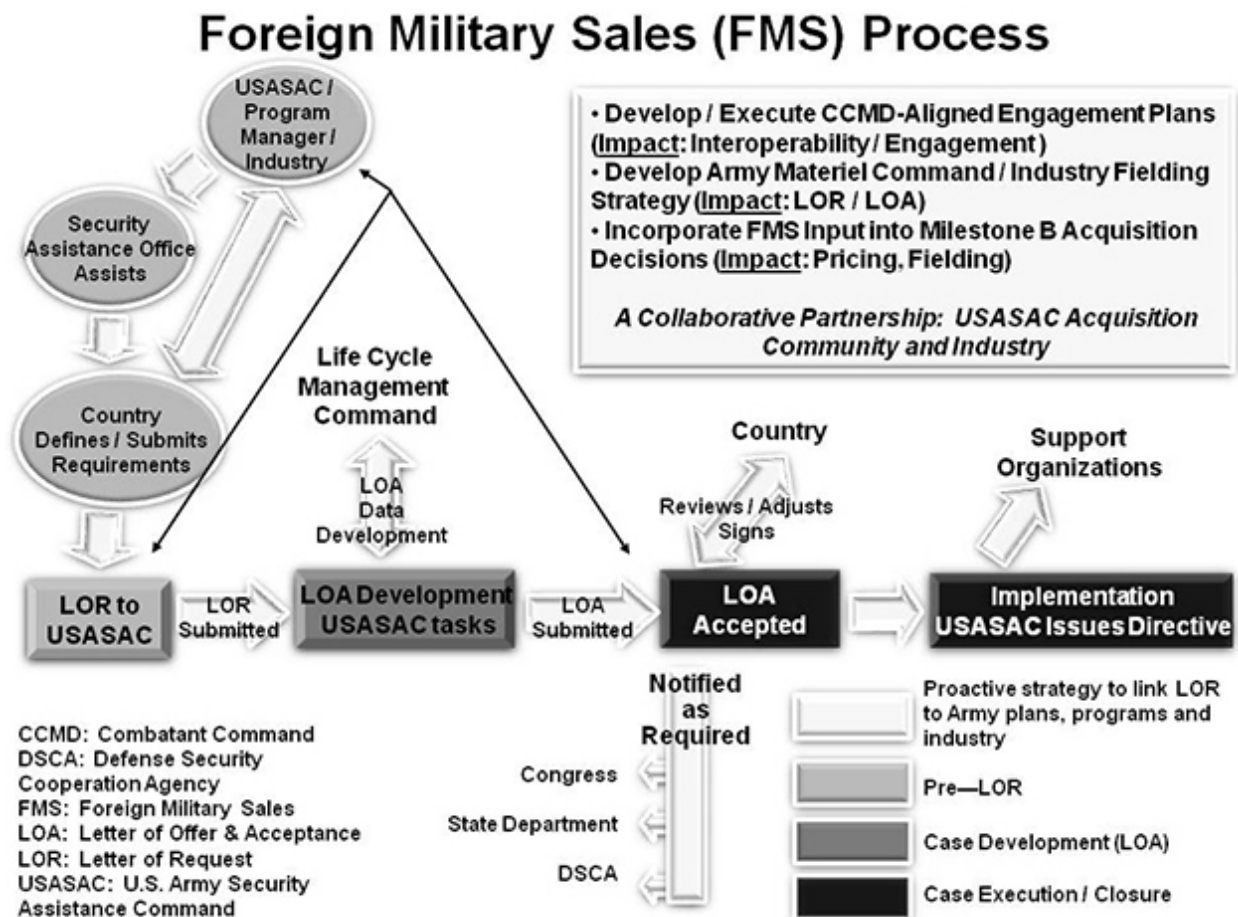 Foreign Military Sales (FMS) Process
USASAC /
Program
Manager /
Industry
Security
Assistance Office
Assists
Country
Defines / Submits
Requirements
• Develop / Execute CCMD-Aligned Engagement Plans
(Impact: Interoperability / Engagement)
• Develop Army Materiel Command / Industry Fielding
Strategy (Impact: LOR / LOA)
• Incorporate FMS Input into Milestone B Acquisition
Decisions (Impact: Pricing, Fielding)
A Collaborative Partnership: USASAC Acquisition
Community and Industry
Life Cycle
Management
Command
LOA
Data
Development
Country
Reviews / Adjusts
Signs
Support
Organizations
LOR to
USASAC
LOR
Submitted
LOA Development
USASAC tasks
LOA
Submitted
LOA
Accepted
Implementation
USASAC Issues Directive
Notified
as
Required
Congress
State Department
DSCA
CCMD: Combatant Command
DSCA: Defense Security
Cooperation Agency
FMS: Foreign Military Sales
LOA: Letter of Offer & Acceptance
LOR: Letter of Request
USASAC: U.S. Army Security
Assistance Command
Proactive strategy to link LOR
to Army plans, programs and
industry
Pre—LOR
Case Development (LOA)
Case Execution / Closure